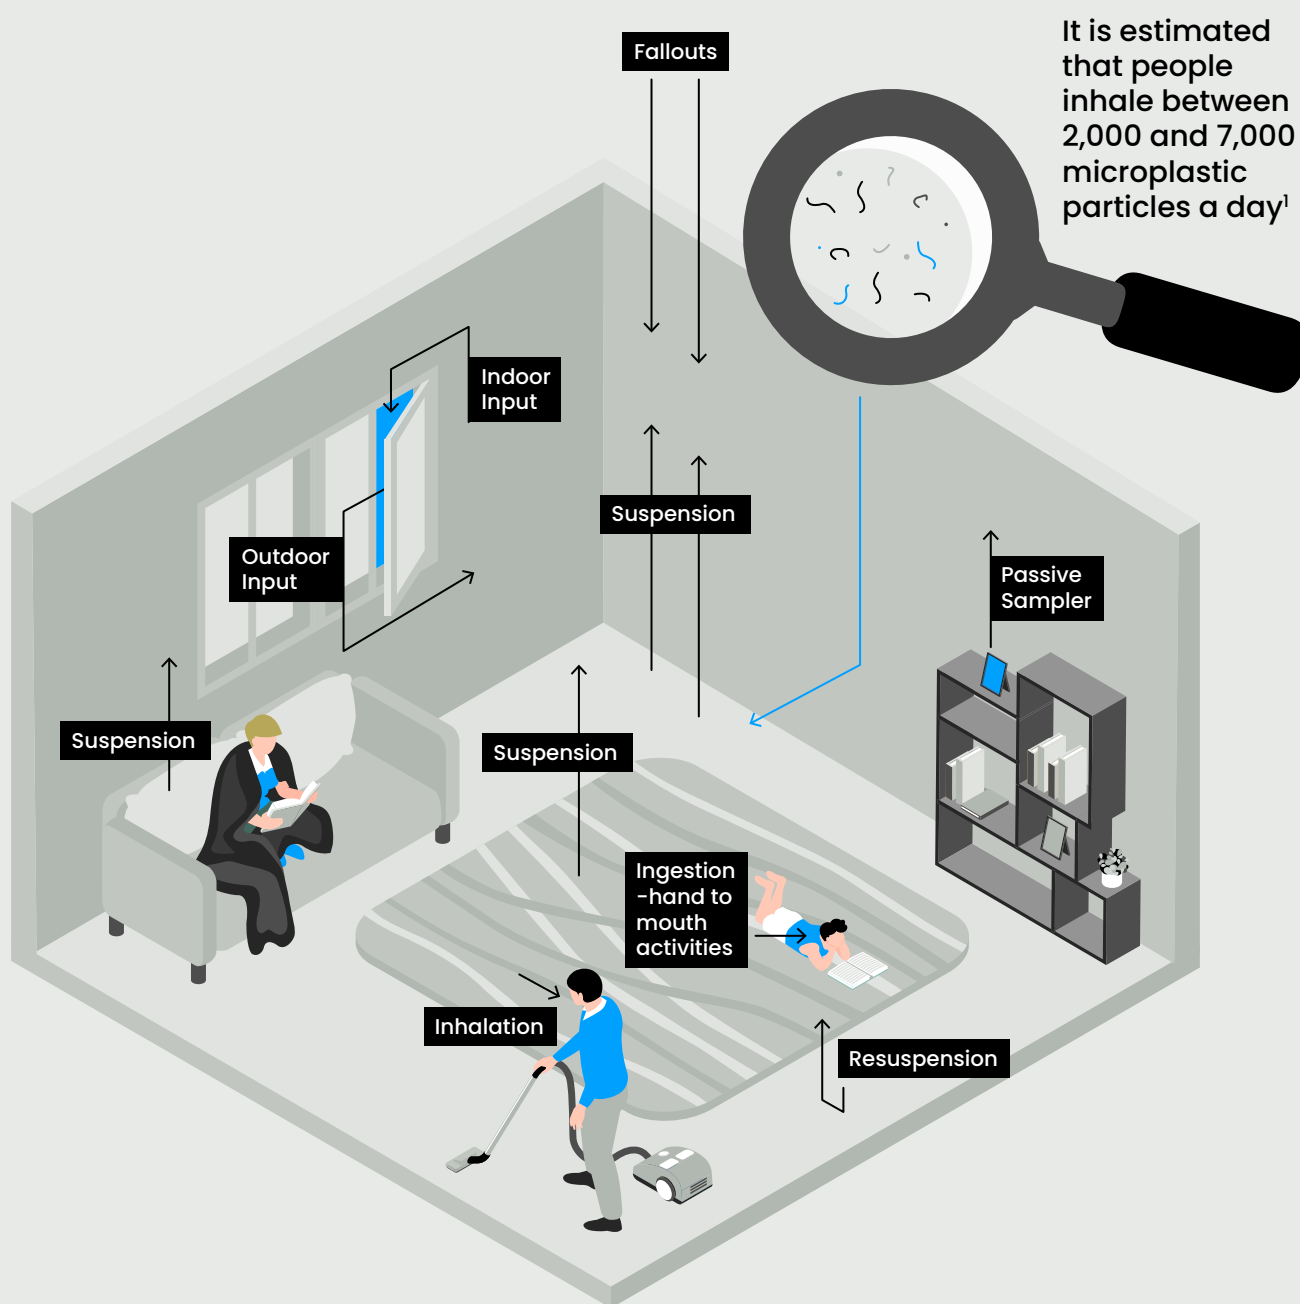 Fallouts
It is estimated
that people
inhale between
2,000 and 7,000
microplastic
particles a day¹
Indoor
Input
Suspension
Outdoor
Input
Passive
Sampler
Suspension
Suspension
Ingestion
-hand to
mouth
activities
Inhalation
Resuspension